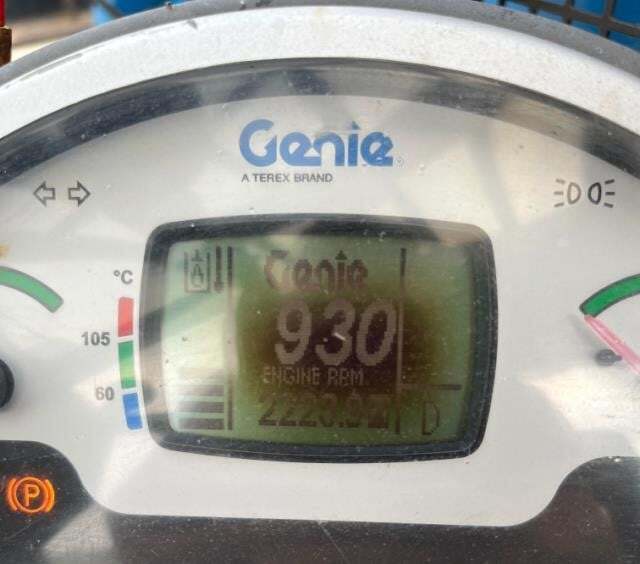 Genie
A TEREX BRAND
°C
105
60
A
Genie
930
ENGINE RPM
D
P